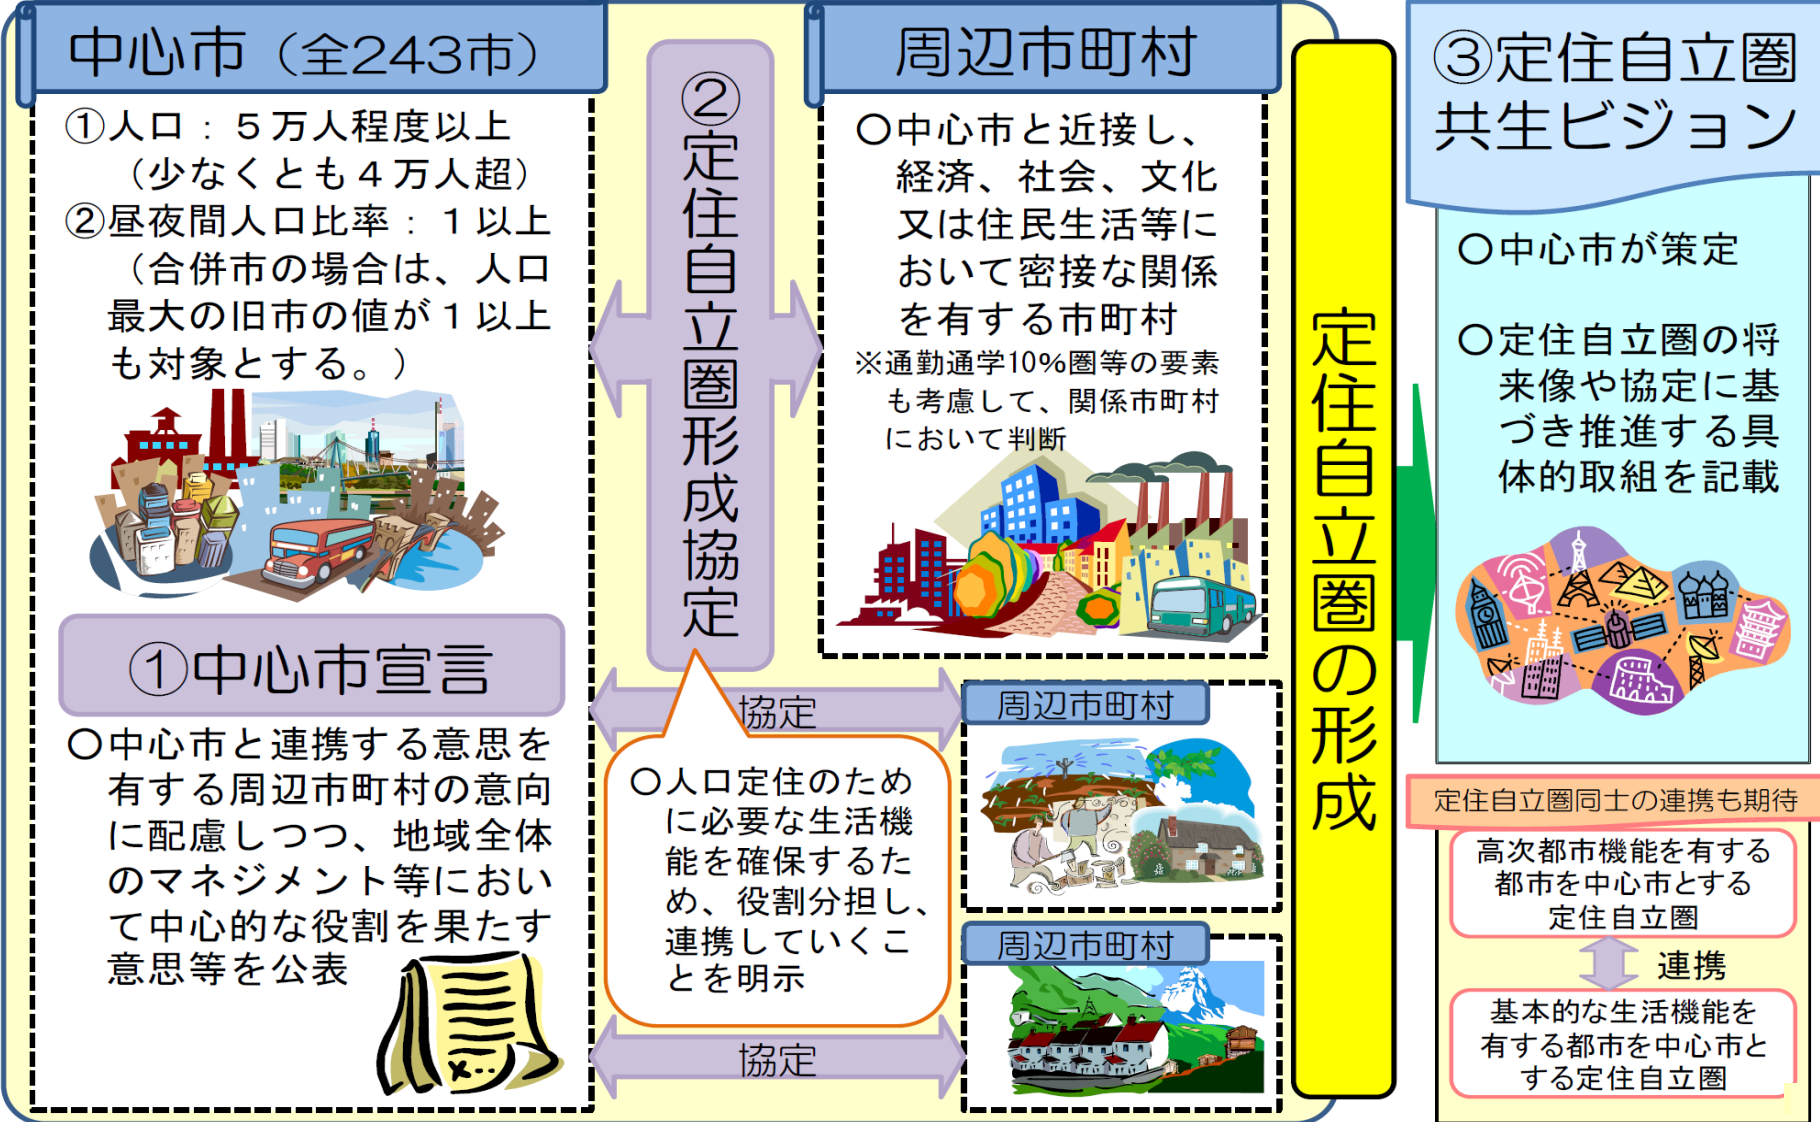 中心市（全243市）
①人口：５万人程度以上
（少なくとも４万人超）
②昼夜間人口比率：１以上
（合併市の場合は、人口
最大の旧市の値が１以上
も対象とする。）
①中心市宣言
〇中心市と連携する意思を
有する周辺市町村の意向
に配慮しつつ、地域全体
のマネジメント等におい
て中心的な役割を果たす
意思等を公表
②定住自立圏形成協定
協定
〇人口定住のため
に必要な生活機
能を確保するた
め、役割分担し、
連携していくこ
とを明示
協定
周辺市町村
〇中心市と近接し、
経済、社会、文化
又は住民生活等に
おいて密接な関係
を有する市町村
※通勤通学10%圏等の要素
も考慮して、関係市町村
において判断
周辺市町村
周辺市町村
定住自立圏の形成
③定住自立圏
共生ビジョン
〇中心市が策定
〇定住自立圏の将
来像や協定に基
づき推進する具
体的取組を記載
定住自立圏同士の連携も期待
高次都市機能を有する
都市を中心市とする
定住自立圏
連携
基本的な生活機能を
有する都市を中心市と
する定住自立圏